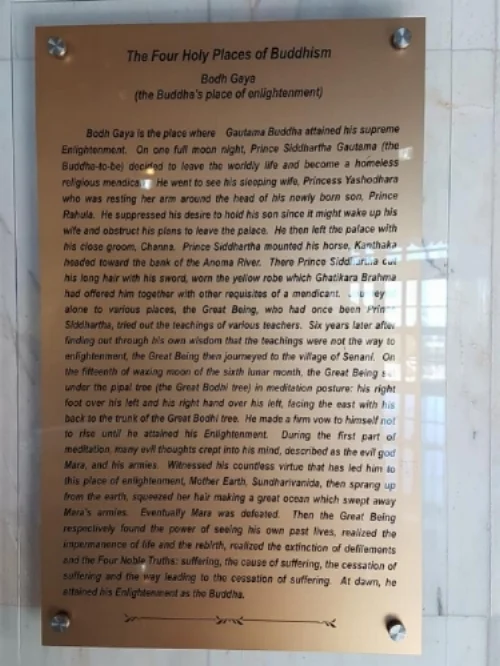 The Four Holy Places of Buddhism
Bodh Gaya
(the Buddha's place of enlightenment)
Bodh Gaya is the place where Gautama Buddha attained his supreme
Enlightenment. On one full moon night, Prince Siddhartha Gautama (the
Buddha-to-be) decided to leave the worldly life and become a homeless
religious mendicant. He went to see his sleeping wife, Princess Yashodhara
who was resting her arm around the head of his newly born son, Prince
Rahula. He suppressed his desire to hold his son since it might wake up his
wife and obstruct his plans to leave the palace. He then left the palace with
his close groom, Channa. Prince Siddhartha mounted his horse, Kanthaka
headed toward the bank of the Anoma River. There Prince Siddhartha cut
his long hair with his sword, worn the yellow robe which Ghatikara Brahma
had offered him together with other requisites of a mendicant.
alone to various places, the Great Being, who had once been Prince
Siddhartha, tried out the teachings of various teachers. Six years later after
finding out through his own wisdom that the teachings were not the way to
enlightenment, the Great Being then journeyed to the village of Senani. On
the fifteenth of waxing moon of the sixth lunar month, the Great Being
under the pipal tree (the Great Bodhi tree) in meditation posture: his right
foot over his left and his right hand over his left, facing the east with his
back to the trunk of the Great Bodhi tree. He made a firm vow to himself not
to rise until he attained his Enlightenment. During the first part of
meditation, many evil thoughts crept into his mind, described as the evil god
Mara, and his armies. Witnessed his countless virtue that has led him to
this place of enlightenment, Mother Earth, Sundharivanida, then sprang up
from the earth, squeezed her hair making a great ocean which swept away
Mara's armies. Eventually Mara was defeated. Then the Great Being
respectively found the power of seeing his own past lives, realized the
impermanence of life and the rebirth, realized the extinction of defilements
and the Four Noble Truths: suffering, the cause of suffering, the cessation of
suffering and the way leading to the cessation of suffering. At dawn, he
attained his Enlightenment as the Buddha.